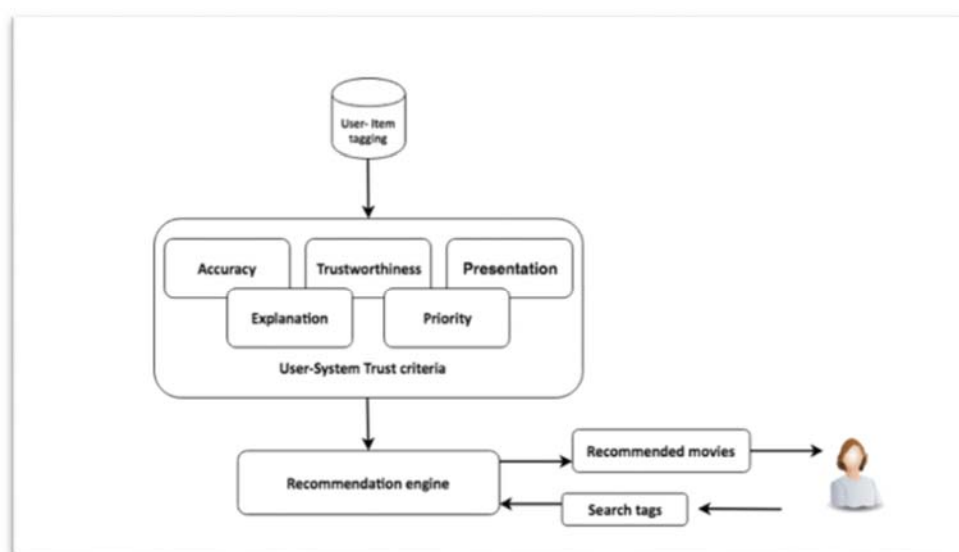 User- Item
tagging
Accuracy
Trustworthiness
Presentation
Explanation
Priority
User-System Trust criteria
Recommendation engine
Recommended movies
Search tags